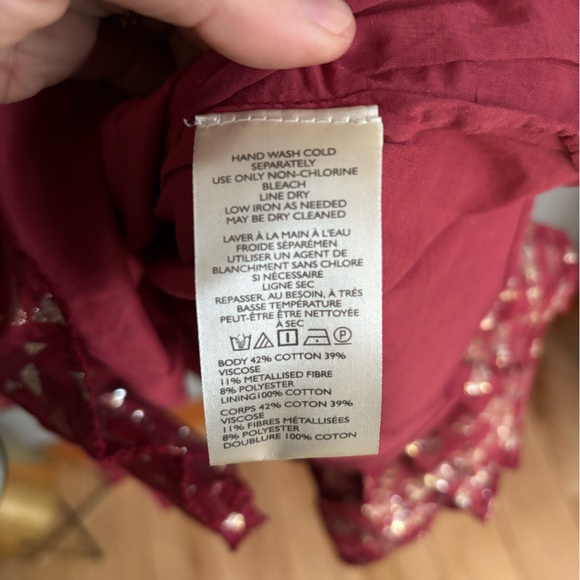 HAND WASH COLD
SEPARATELY
USE ONLY NON-CHLORINE
BLEACH
LINE DRY
LOW IRON AS NEEDED
MAY BE DRY CLEANED
LAVER À LA MAIN À L'EAU
FROIDE SÉPARÉMEN
UTILISER UN AGENT DE
BLANCHIMENT SANS CHLORE
SI NÉCESSAIRE
LIGNE SEC
REPASSER, AU BESOIN, À TRÉS
BASSE TEMPÉRATURE
PEUT-ÊTRE ÊTRE NETTOYÉE
À SEC
P
BODY 42% COTTON 39%
VISCOSE
11% METALLISED FIBRE
8% POLYESTER
LINING100% COTTON
CORPS 42% COTON 39%
VISCOSE
11% FIBRES MÉTALLISÉES
8% POLYESTER
DOUBLURE 100% COTON